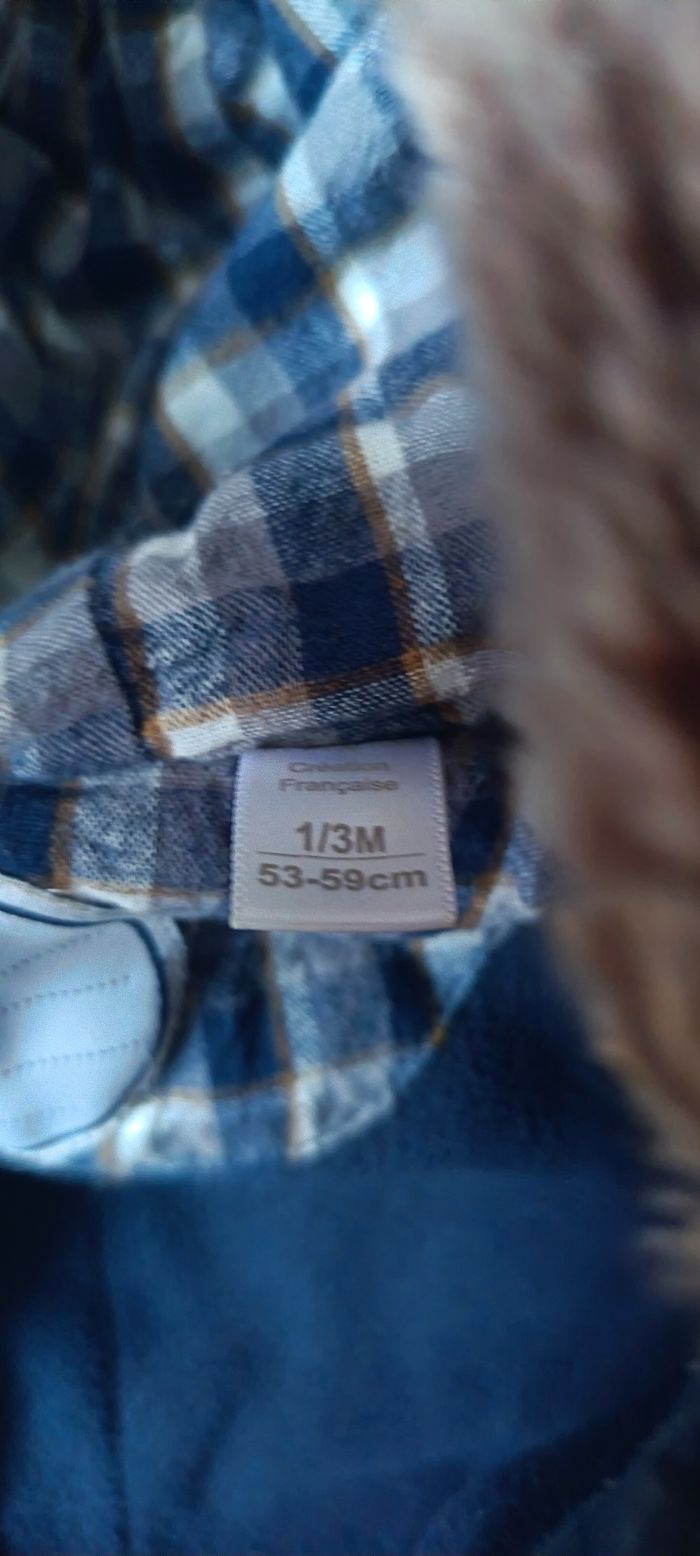 Création
Française
1/3M
53-59cm